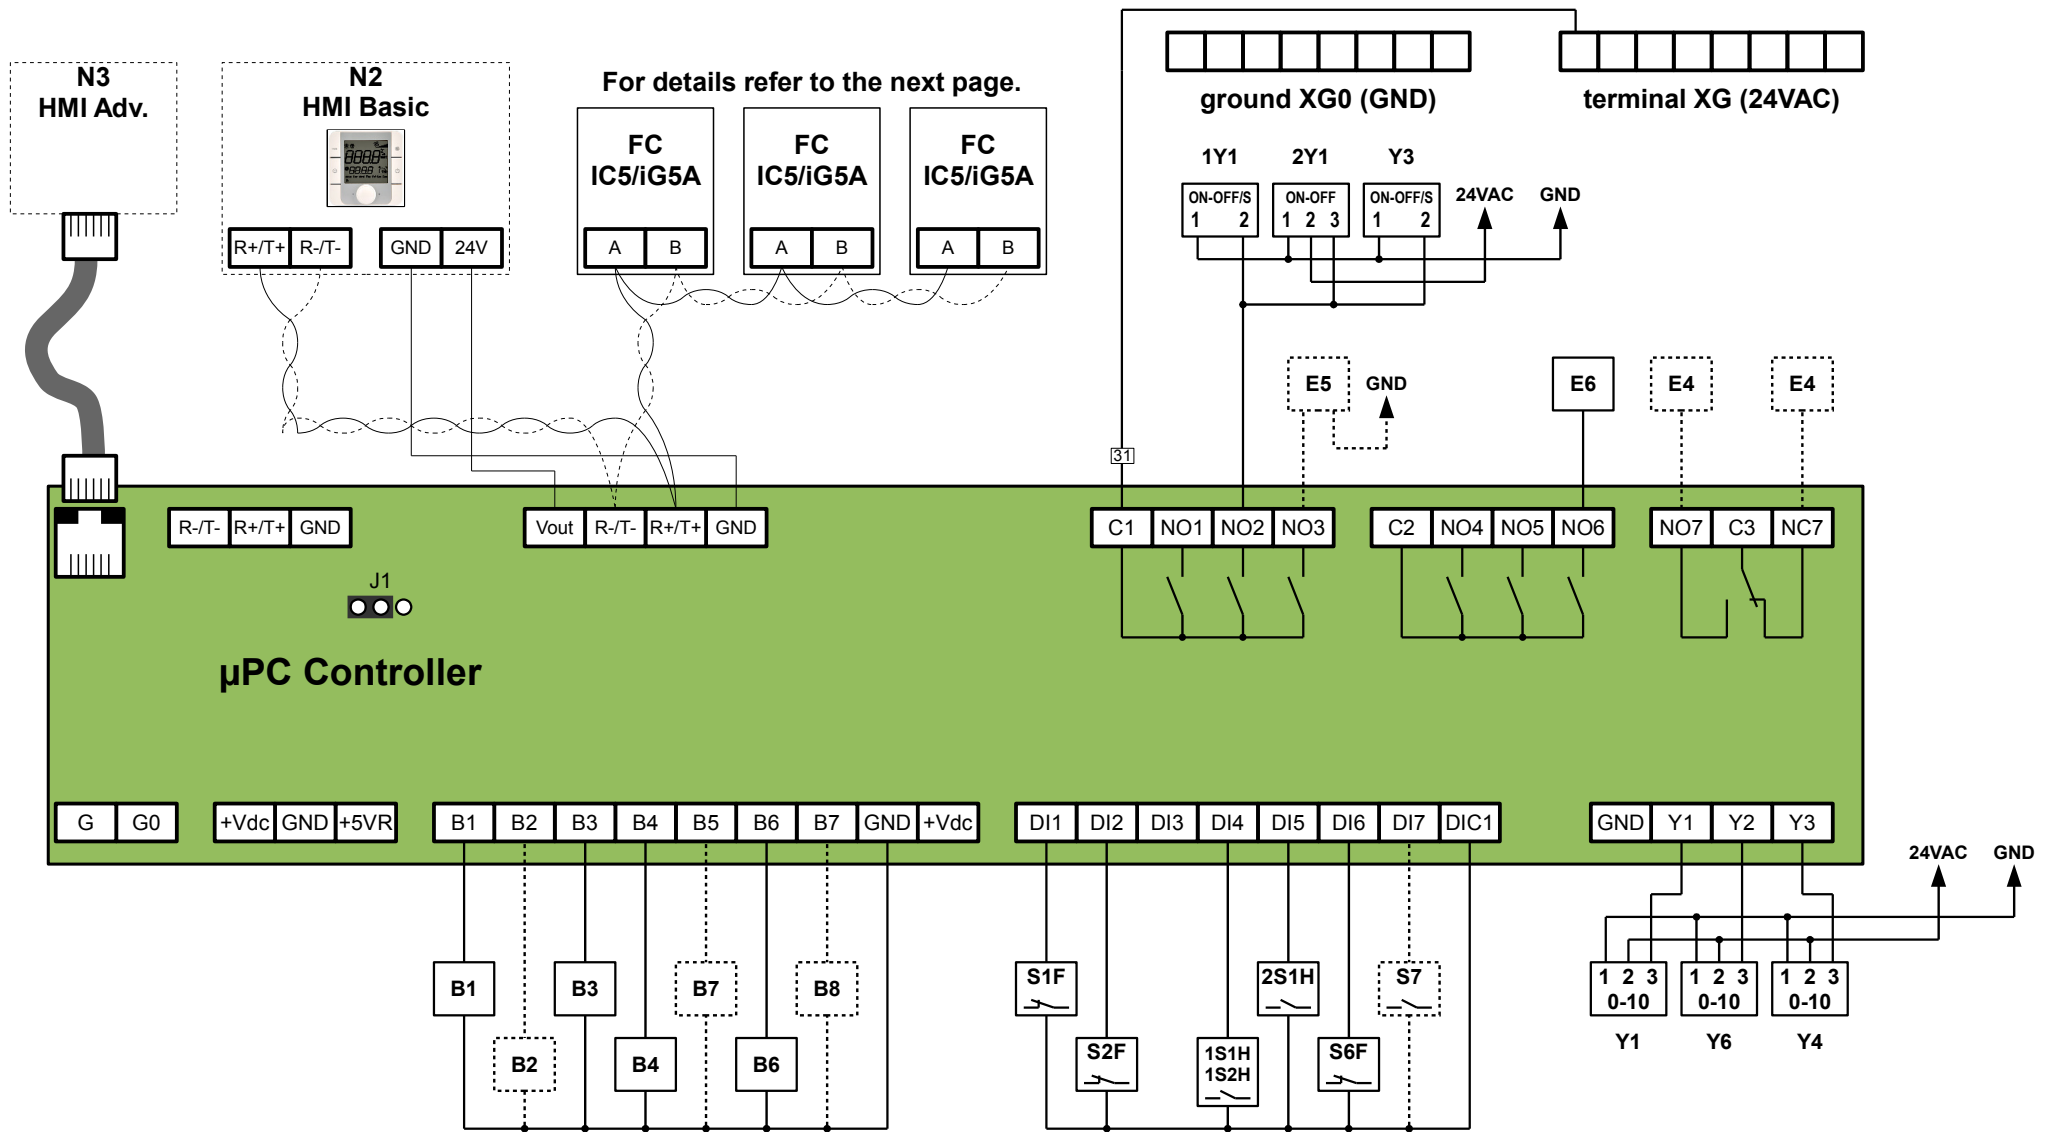 N3
HMI Adv.
N2
HMI Basic
For details refer to the next page.
ground XG0 (GND)
terminal XG (24VAC)
FC
IC5/iG5A
FC
IC5/iG5A
FC
IC5/iG5A
1Y1
2Y1
Y3
ON-OFF/S
1 2
ON-OFF
1 2 3
ON-OFF/S
1 2
24VAC
GND
R+/T+ R-/T- GND 24V
A B
A B
A B
E5
GND
E6
E4
E4
31
R-/T- R+/T+ GND
Vout R-/T- R+/T+ GND
C1 NO1 NO2 NO3
C2 NO4 NO5 NO6
NO7 C3 NC7
J1
µPC Controller
G G0
+Vdc GND +5VR
B1 B2 B3 B4 B5 B6 B7 GND +Vdc
DI1 DI2 DI3 DI4 DI5 DI6 DI7 DIC1
GND Y1 Y2 Y3
24VAC
GND
B1
B3
B7
B8
S1F
2S1H
S7
1 2 3
0-10
1 2 3
0-10
1 2 3
0-10
Y1
Y6
Y4
B2
B4
B6
S2F
1S1H
1S2H
S6F